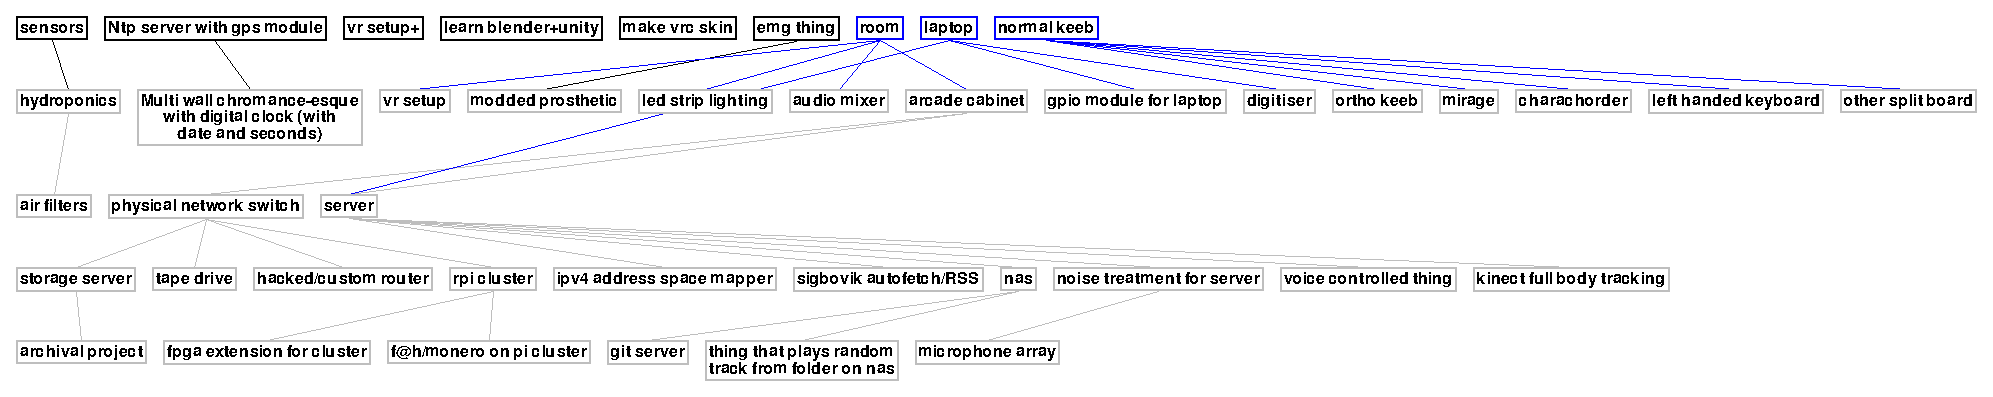 sensors
Ntp server with gps module
vr setup+
learn blender+unity
make vrc skin
emg thing
room
laptop
normal keeb
hydroponics
Multi wall chromance-esque
with digital clock (with
date and seconds)
vr setup
modded prosthetic
led strip lighting
audio mixer
arcade cabinet
gpio module for laptop
digitiser
ortho keeb
mirage
charachorder
left handed keyboard
other split board
air filters
physical network switch
server
storage server
tape drive
hacked/custom router
rpi cluster
ipv4 address space mapper
sigbovik autofetch/RSS
nas
noise treatment for server
voice controlled thing
kinect full body tracking
archival project
fpga extension for cluster
f@h/monero on pi cluster
git server
thing that plays random
track from folder on nas
microphone array